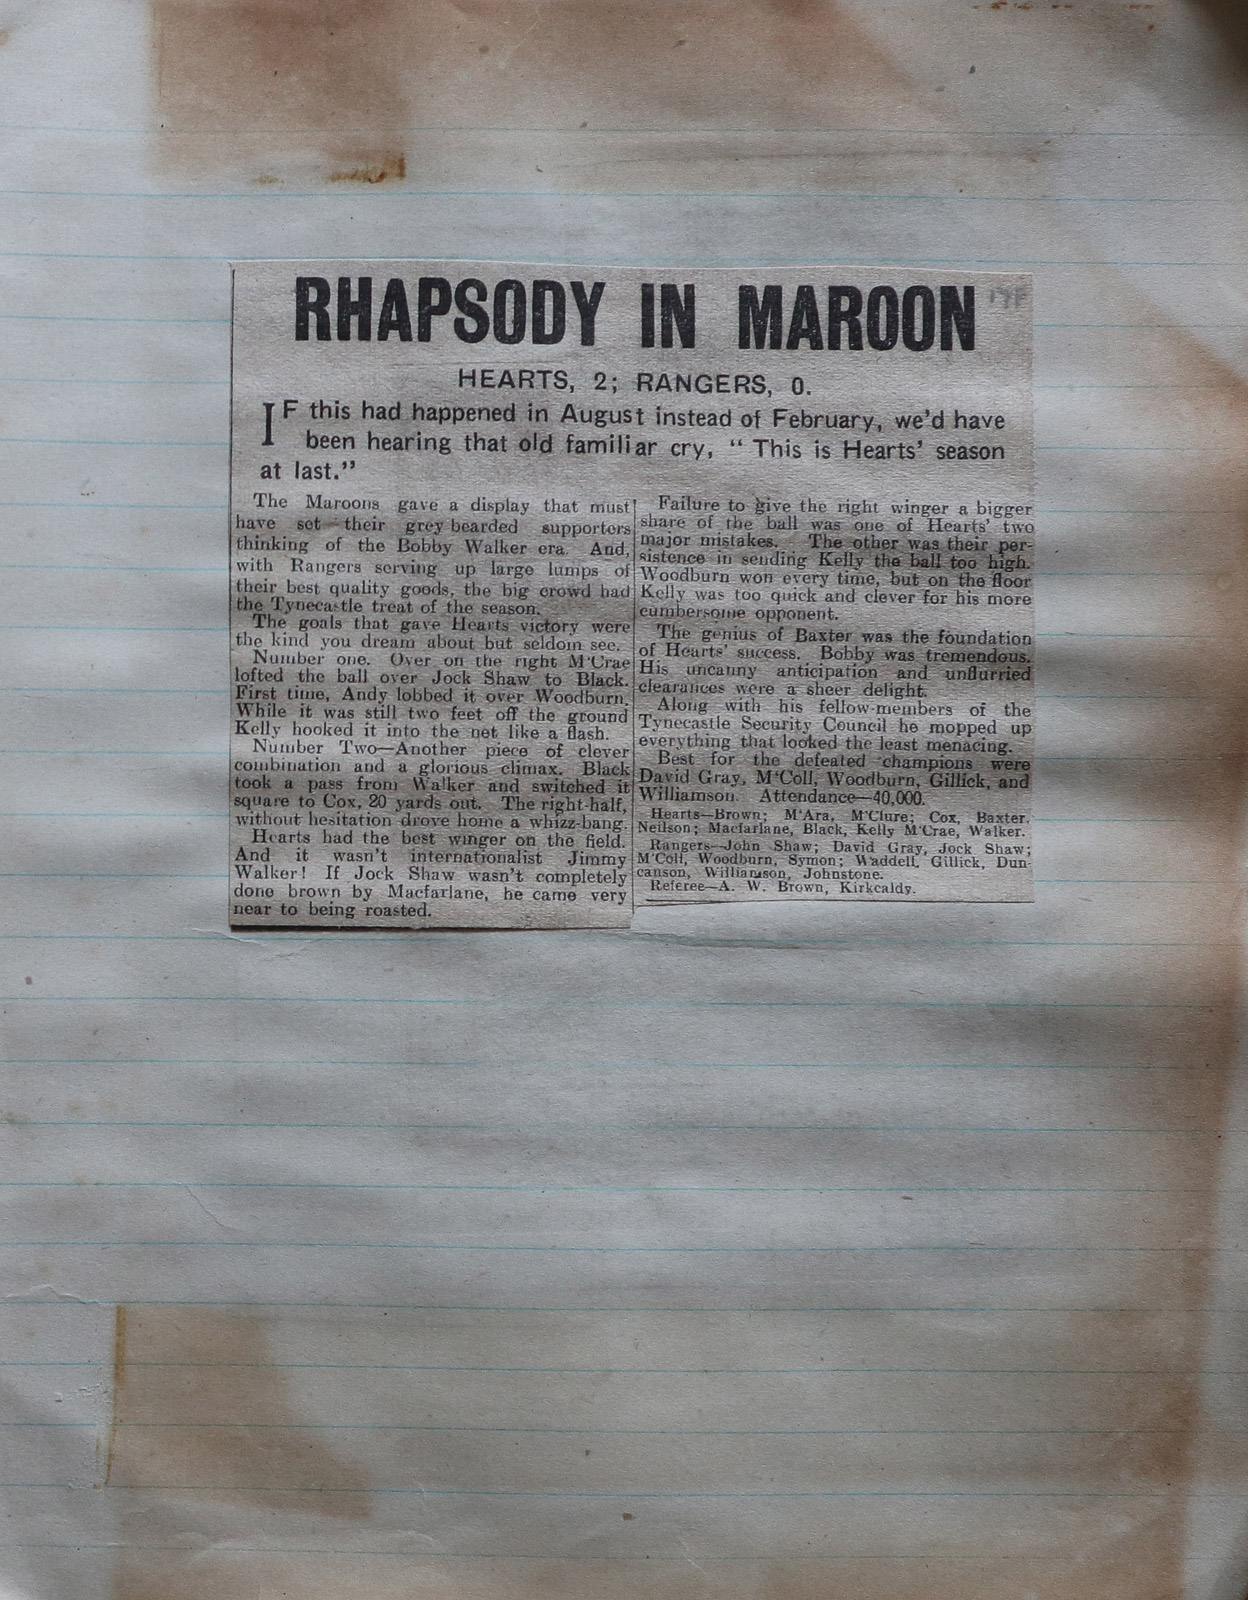 RHAPSODY IN MAROON
HEARTS, 2; RANGERS, 0.
IF this had happened in August instead of February, we'd have
been hearing that old familiar cry, " This is Hearts' season
at last."
The Maroons gave a display that must
have set their grey bearded supporters
thinking of the Bobby Walker era. And,
with Rangers serving up large lumps of
their best quality goods, the big crowd had
the Tynecastle treat of the season.
The goals that gave Hearts victory were
the kind you dream about but seldom see.
Number one. Over on the right M'Crae
lofted the ball over Jock Shaw to Black.
First time, Andy lobbed it over Woodburn.
While it was still two feet off the ground
Kelly hooked it into the net like a flash.
Number Two—Another piece of clever
combination and a glorious climax. Black
took a pass from Walker and switched it
square to Cox, 20 yards out. The right-half,
without hesitation drove home a whizz-bang.
Hearts had the best winger on the field.
And it wasn't internationalist Jimmy
Walker! If Jock Shaw wasn't completely
done brown by Macfarlane, he came very
near to being roasted.
Failure to give the right winger a bigger
share of the ball was one of Hearts' two
major mistakes. The other was their per-
sistence in sending Kelly the ball too high.
Woodburn won every time, but on the floor
Kelly was too quick and clever for his more
cumbersome opponent.
The genius of Baxter was the foundation
of Hearts' success. Bobby was tremendous.
His uncanny anticipation and unflurried
clearances were a sheer delight.
Along with his fellow-members of the
Tynecastle Security Council he mopped up
everything that looked the least menacing.
Best for the defeated champions were
David Gray, M'Coll, Woodburn, Gillick, and
Williamson. Attendance—40,000.
Hearts—Brown; M'Ara, M'Clure; Cox, Baxter.
Neilson; Macfarlane, Black, Kelly M'Crae, Walker.
Rangers—John Shaw; David Gray, Jock Shaw;
M'Coll, Woodburn, Symon; Waddell, Gillick, Dun-
canson, Williamson, Johnstone.
Referee—A. W. Brown, Kirkcaldy.